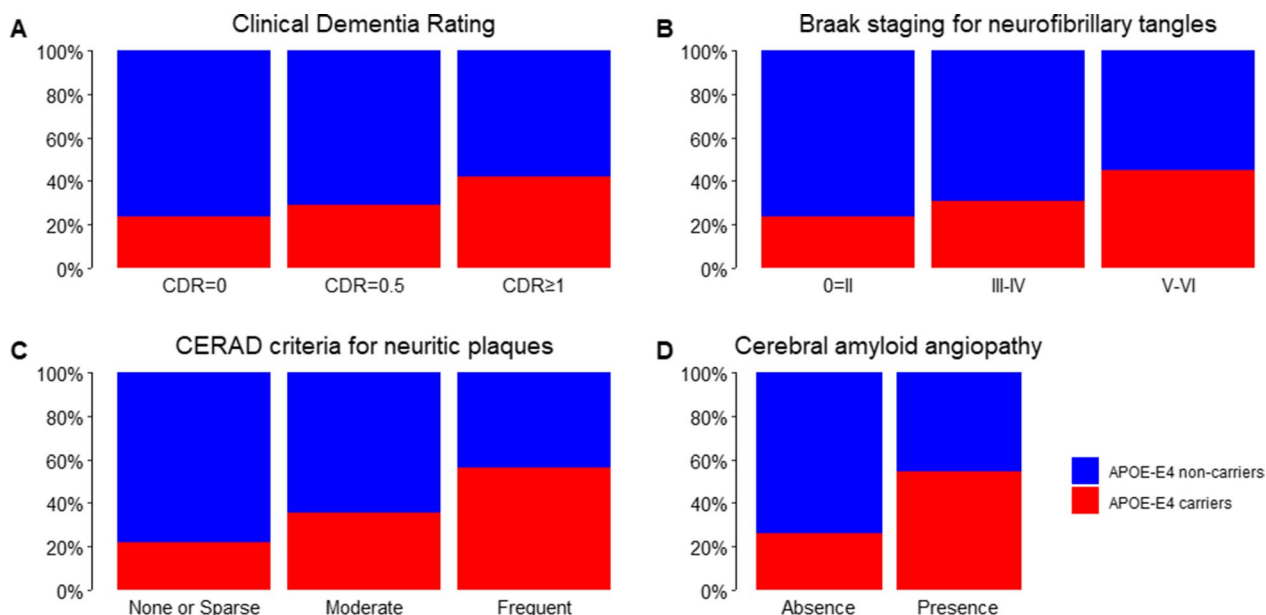 A
Clinical Dementia Rating
100%
80%
60%
40%
20%
0%
CDR=0
CDR=0.5
CDR≥1
B
Braak staging for neurofibrillary tangles
100%
80%
60%
40%
20%
0%
0=II
III-IV
V-VI
C
CERAD criteria for neuritic plaques
100%
80%
60%
40%
20%
0%
None or Sparse
Moderate
Frequent
D
Cerebral amyloid angiopathy
100%
80%
60%
40%
20%
0%
Absence
Presence
APOE-E4 non-carriers
APOE-E4 carriers